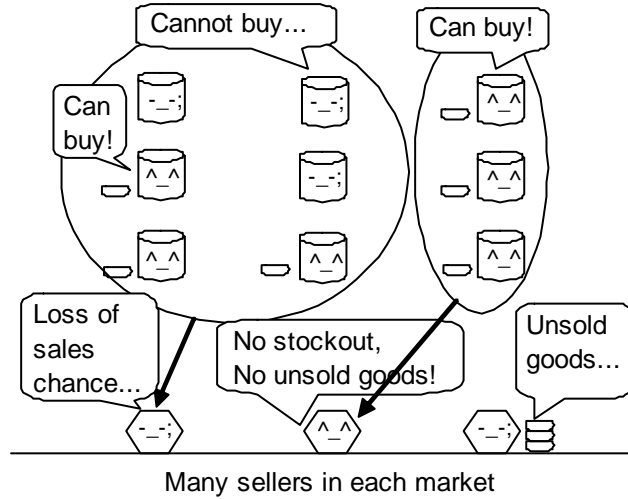 Cannot buy...
Can buy!
Can
buy!
-_-;
-_-;
^_^
^_^
-_-;
^_^
^_^
^_^
^_^
Loss of
sales
chance...
No stockout,
No unsold goods!
Unsold
goods...
-_-;
^_^
-_-;
Many sellers in each market